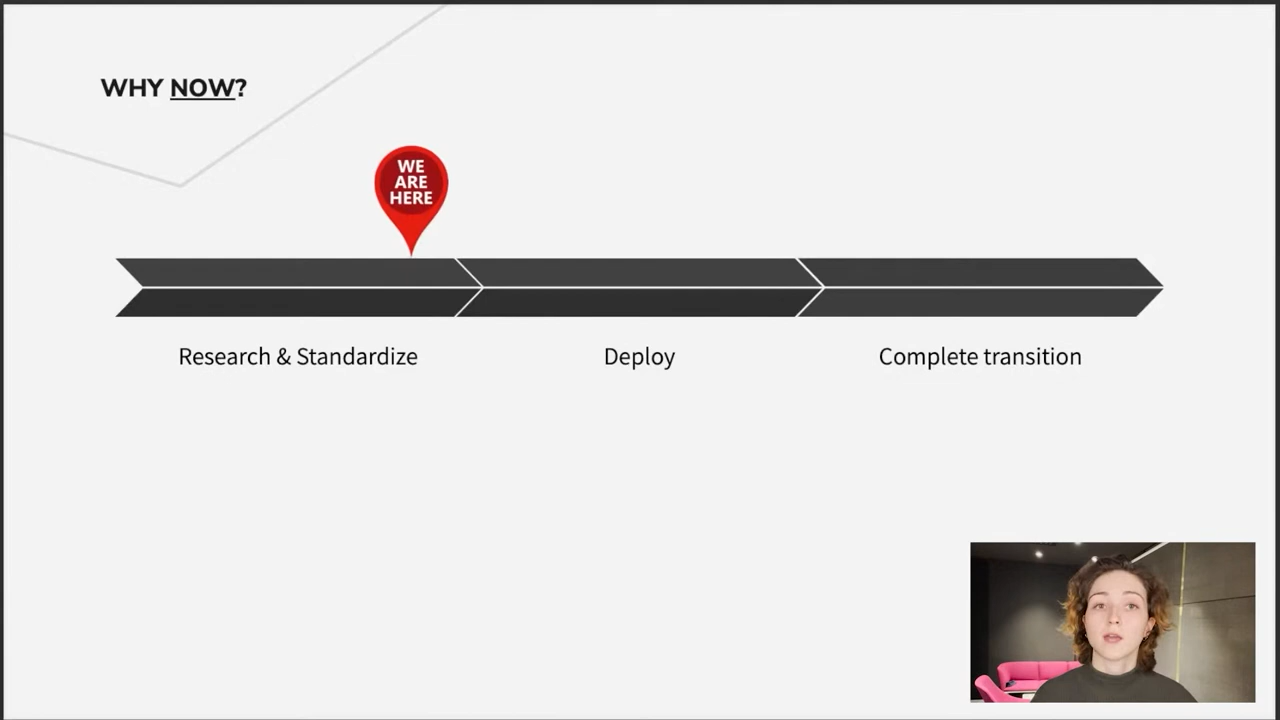 WHY NOW?
WE
ARE
HERE
Research & Standardize
Deploy
Complete transition